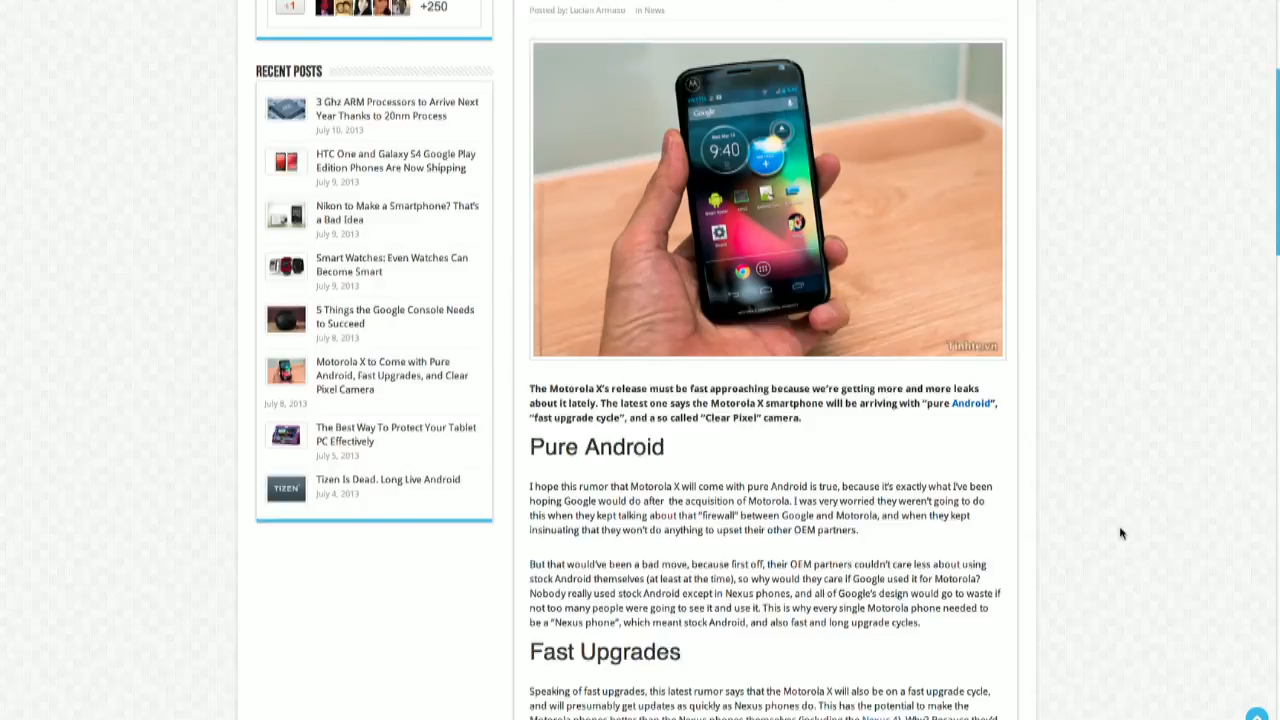 +1
+250
Posted by: Lucian Armasu in News
RECENT POSTS
3 Ghz ARM Processors to Arrive Next
Year Thanks to 20nm Process
July 10, 2013
HTC One and Galaxy S4 Google Play
Edition Phones Are Now Shipping
July 9, 2013
Nikon to Make a Smartphone? That's
a Bad Idea
July 9, 2013
Smart Watches: Even Watches Can
Become Smart
July 9, 2013
5 Things the Google Console Needs
to Succeed
July 8, 2013
Motorola X to Come with Pure
Android, Fast Upgrades, and Clear
Pixel Camera
July 8, 2013
The Best Way To Protect Your Tablet
PC Effectively
July 5, 2013
TIZEN
Tizen Is Dead. Long Live Android
July 4, 2013
Google
9:40
Tinhte.vn
The Motorola X's release must be fast approaching because we're getting more and more leaks
about it lately. The latest one says the Motorola X smartphone will be arriving with “pure Android”,
“fast upgrade cycle”, and a so called “Clear Pixel” camera.
Pure Android
I hope this rumor that Motorola X will come with pure Android is true, because it's exactly what I've been
hoping Google would do after the acquisition of Motorola. I was very worried they weren't going to do
this when they kept talking about that “firewall” between Google and Motorola, and when they kept
insinuating that they won't do anything to upset their other OEM partners.
But that would've been a bad move, because first off, their OEM partners couldn't care less about using
stock Android themselves (at least at the time), so why would they care if Google used it for Motorola?
Nobody really used stock Android except in Nexus phones, and all of Google's design would go to waste if
not too many people were going to see it and use it. This is why every single Motorola phone needed to
be a “Nexus phone”, which meant stock Android, and also fast and long upgrade cycles.
Fast Upgrades
Speaking of fast upgrades, this latest rumor says that the Motorola X will also be on a fast upgrade cycle,
and will presumably get updates as quickly as Nexus phones do. This has the potential to make the
Motorola phones better than the Nexus phones themselves (including the Nexus 4). Why? Because they'd